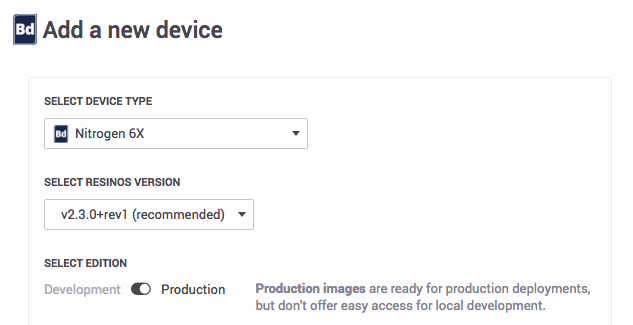 Bd Add a new device
SELECT DEVICE TYPE
Bd Nitrogen 6X
SELECT RESINOS VERSION
v2.3.0+rev1 (recommended)
SELECT EDITION
Development Production Production images are ready for production deployments,
but don't offer easy access for local development.